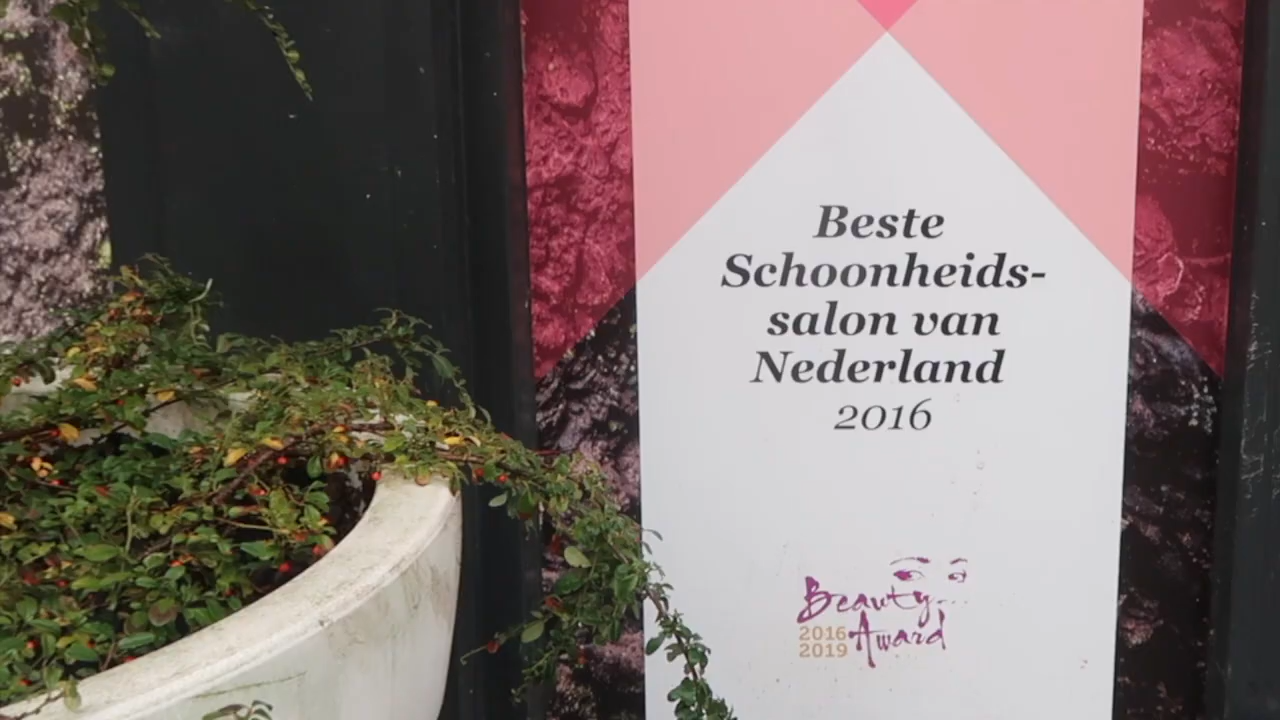 Beste
Schoonheids-
salon van
Nederland
2016
Beauty
2016 Award
2019